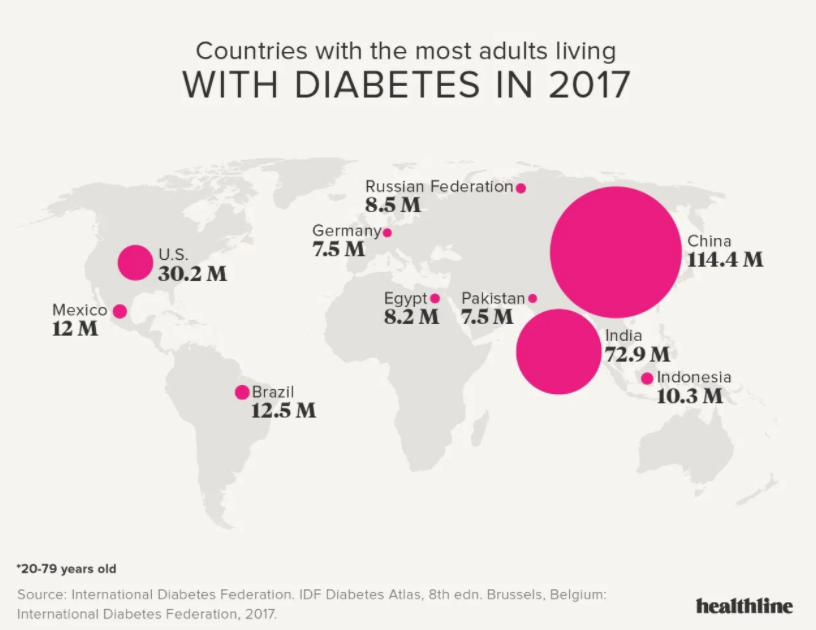 Countries with the most adults living
WITH DIABETES IN 2017
Russian Federation
8.5 M
Germany
7.5 M
U.S.
30.2 M
China
114.4 M
Mexico
12 M
Egypt
8.2 M
Pakistan
7.5 M
India
72.9 M
Indonesia
10.3 M
Brazil
12.5 M
*20-79 years old
Source: International Diabetes Federation. IDF Diabetes Atlas, 8th edn. Brussels, Belgium:
International Diabetes Federation, 2017.
healthline